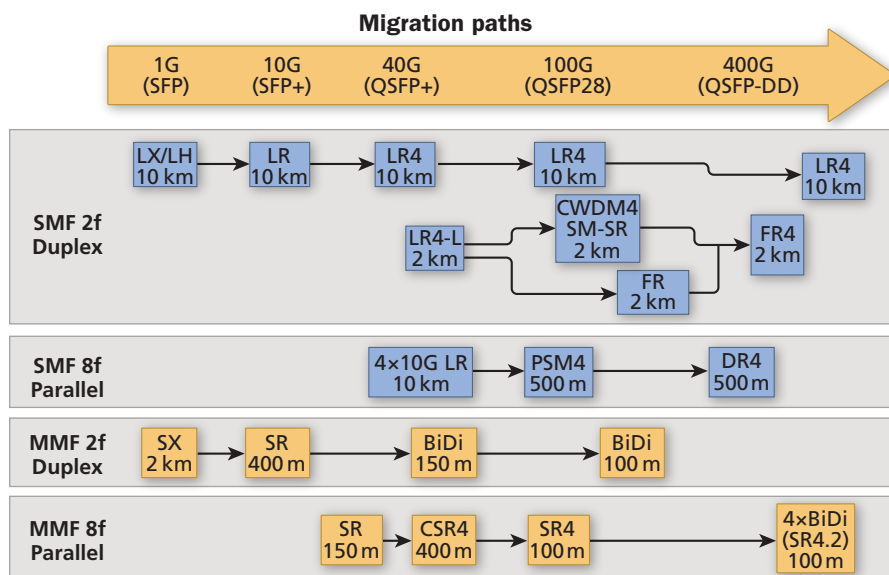 Migration paths
1G
(SFP)
10G
(SFP+)
40G
(QSFP+)
100G
(QSFP28)
400G
(QSFP-DD)
SMF 2f
Duplex
LX/LH
10 km
LR
10 km
LR4
10 km
LR4
10 km
LR4
10 km
LR4-L
2 km
CWDM4
SM-SR
2 km
FR
2 km
FR4
2 km
SMF 8f
Parallel
4×10G LR
10 km
PSM4
500 m
DR4
500 m
MMF 2f
Duplex
SX
2 km
SR
400 m
BiDi
150 m
BiDi
100 m
MMF 8f
Parallel
SR
150 m
CSR4
400 m
SR4
100 m
4×BiDi
(SR4.2)
100 m